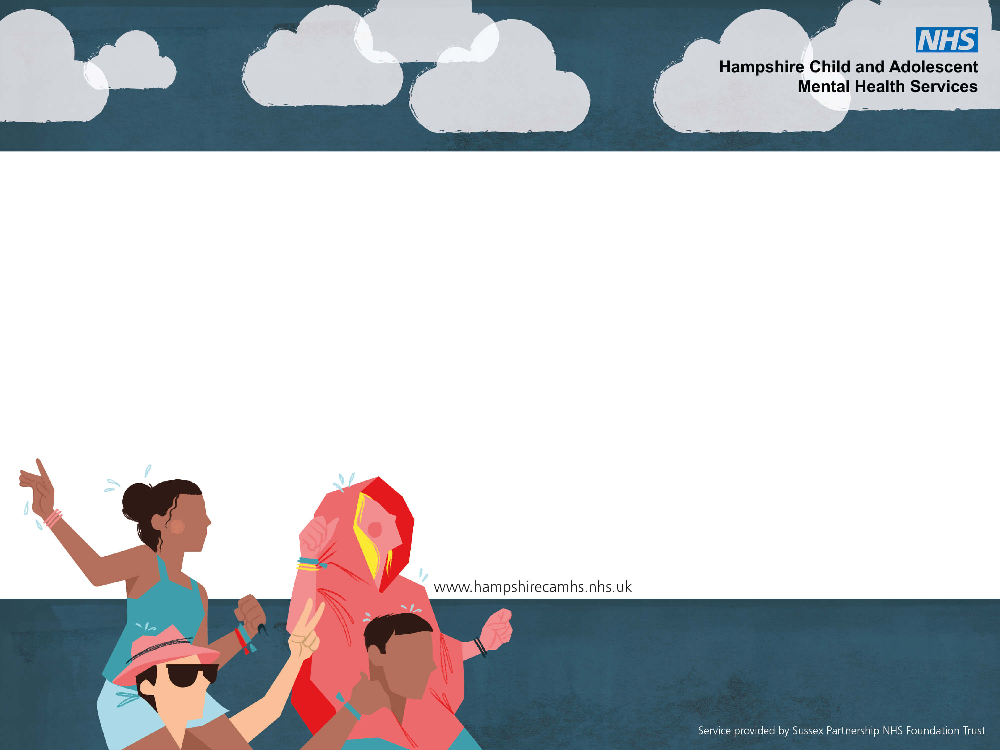 NHS
Hampshire Child and Adolescent
Mental Health Services
www.hampshirecamhs.nhs.uk
Service provided by Sussex Partnership NHS Foundation Trust